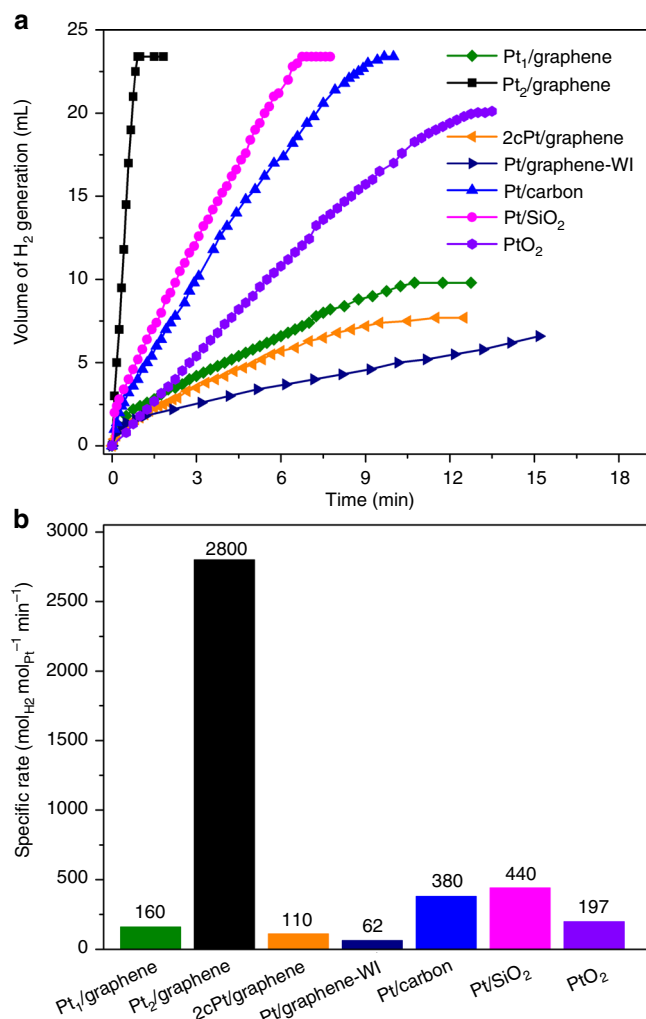 a
Volume of H₂ generation (mL)
25
20
15
10
5
0
Pt₁/graphene
Pt₂/graphene
2cPt/graphene
Pt/graphene-WI
Pt/carbon
Pt/SiO₂
PtO₂
0 3 6 9 12 15 18
Time (min)
b
Specific rate (mol_H2 mol_Pt⁻¹ min⁻¹)
3000
2500
2000
1500
1000
500
0
160
2800
110
62
380
440
197
Pt₁/graphene
Pt₂/graphene
2cPt/graphene
Pt/graphene-WI
Pt/carbon
Pt/SiO₂
PtO₂